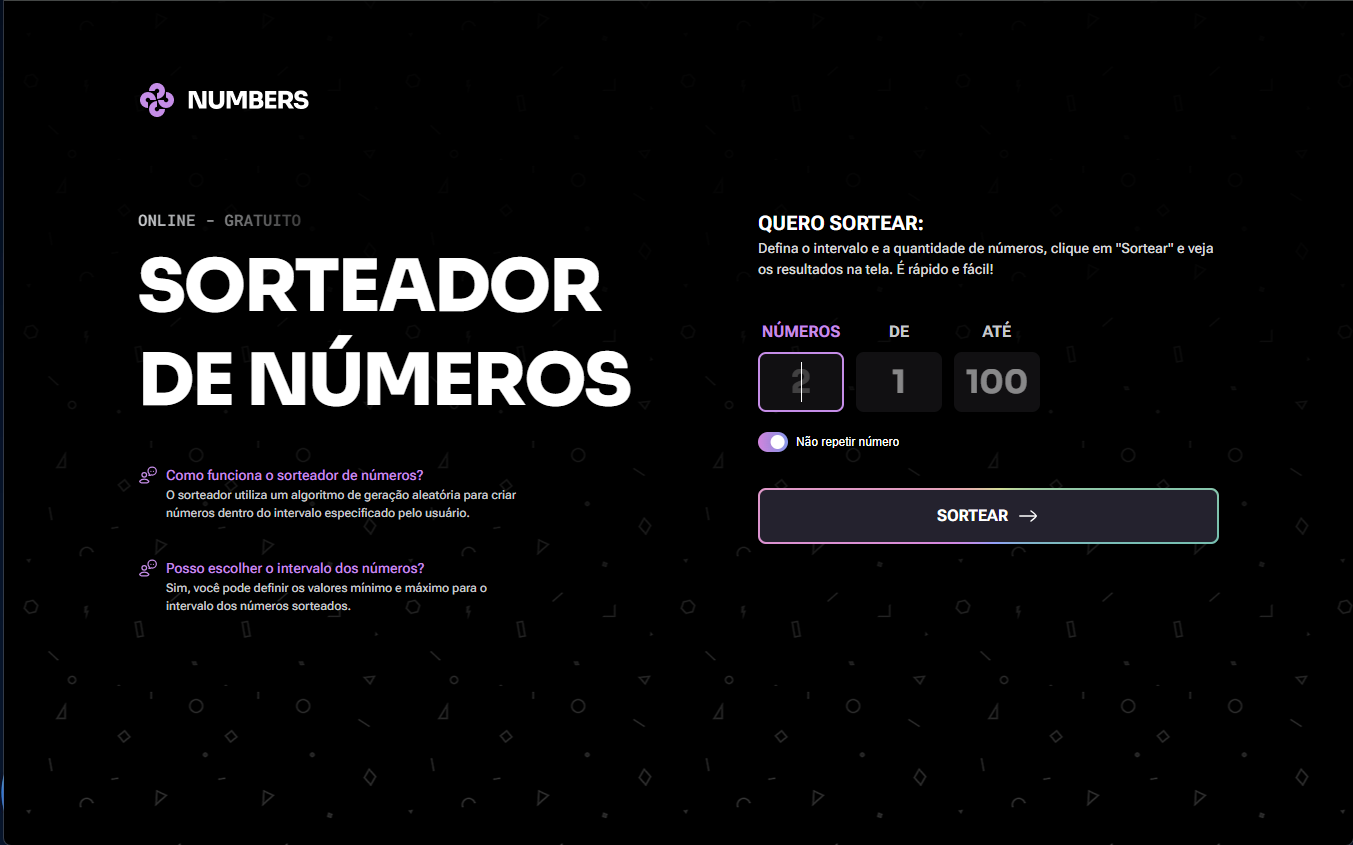 NUMBERS
ONLINE - GRATUITO
SORTEADOR
DE NÚMEROS
Como funciona o sorteador de números?
O sorteador utiliza um algoritmo de geração aleatória para criar
números dentro do intervalo especificado pelo usuário.
Posso escolher o intervalo dos números?
Sim, você pode definir os valores mínimo e máximo para o
intervalo dos números sorteados.
QUERO SORTEAR:
Defina o intervalo e a quantidade de números, clique em "Sortear" e veja
os resultados na tela. É rápido e fácil!
NÚMEROS DE ATÉ
2 1 100
Não repetir número
SORTEAR